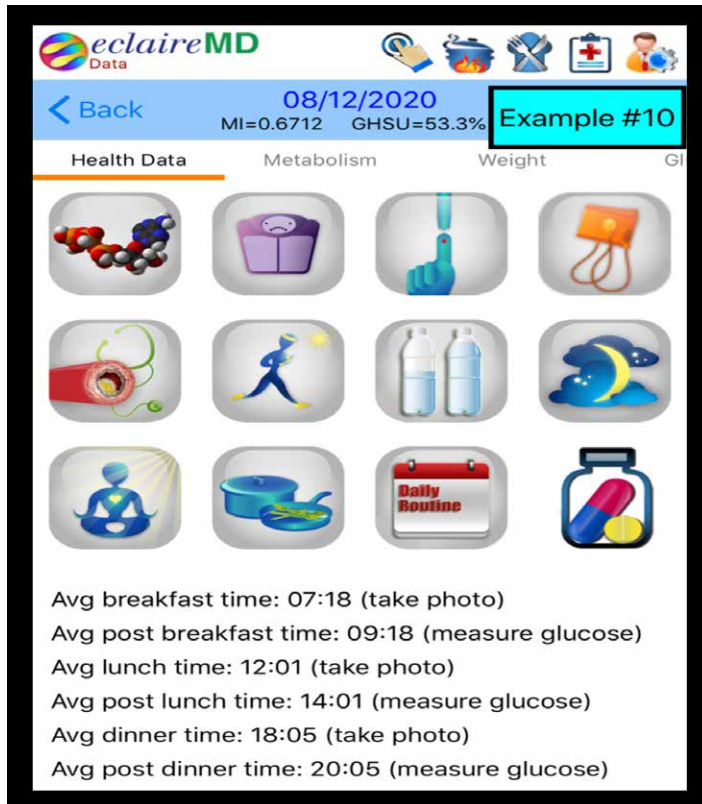 eclaireMD
Data
Back
08/12/2020
MI=0.6712 GHSU=53.3%
Example #10
Health Data Metabolism Weight Gl
Daily
Routine
Avg breakfast time: 07:18 (take photo)
Avg post breakfast time: 09:18 (measure glucose)
Avg lunch time: 12:01 (take photo)
Avg post lunch time: 14:01 (measure glucose)
Avg dinner time: 18:05 (take photo)
Avg post dinner time: 20:05 (measure glucose)